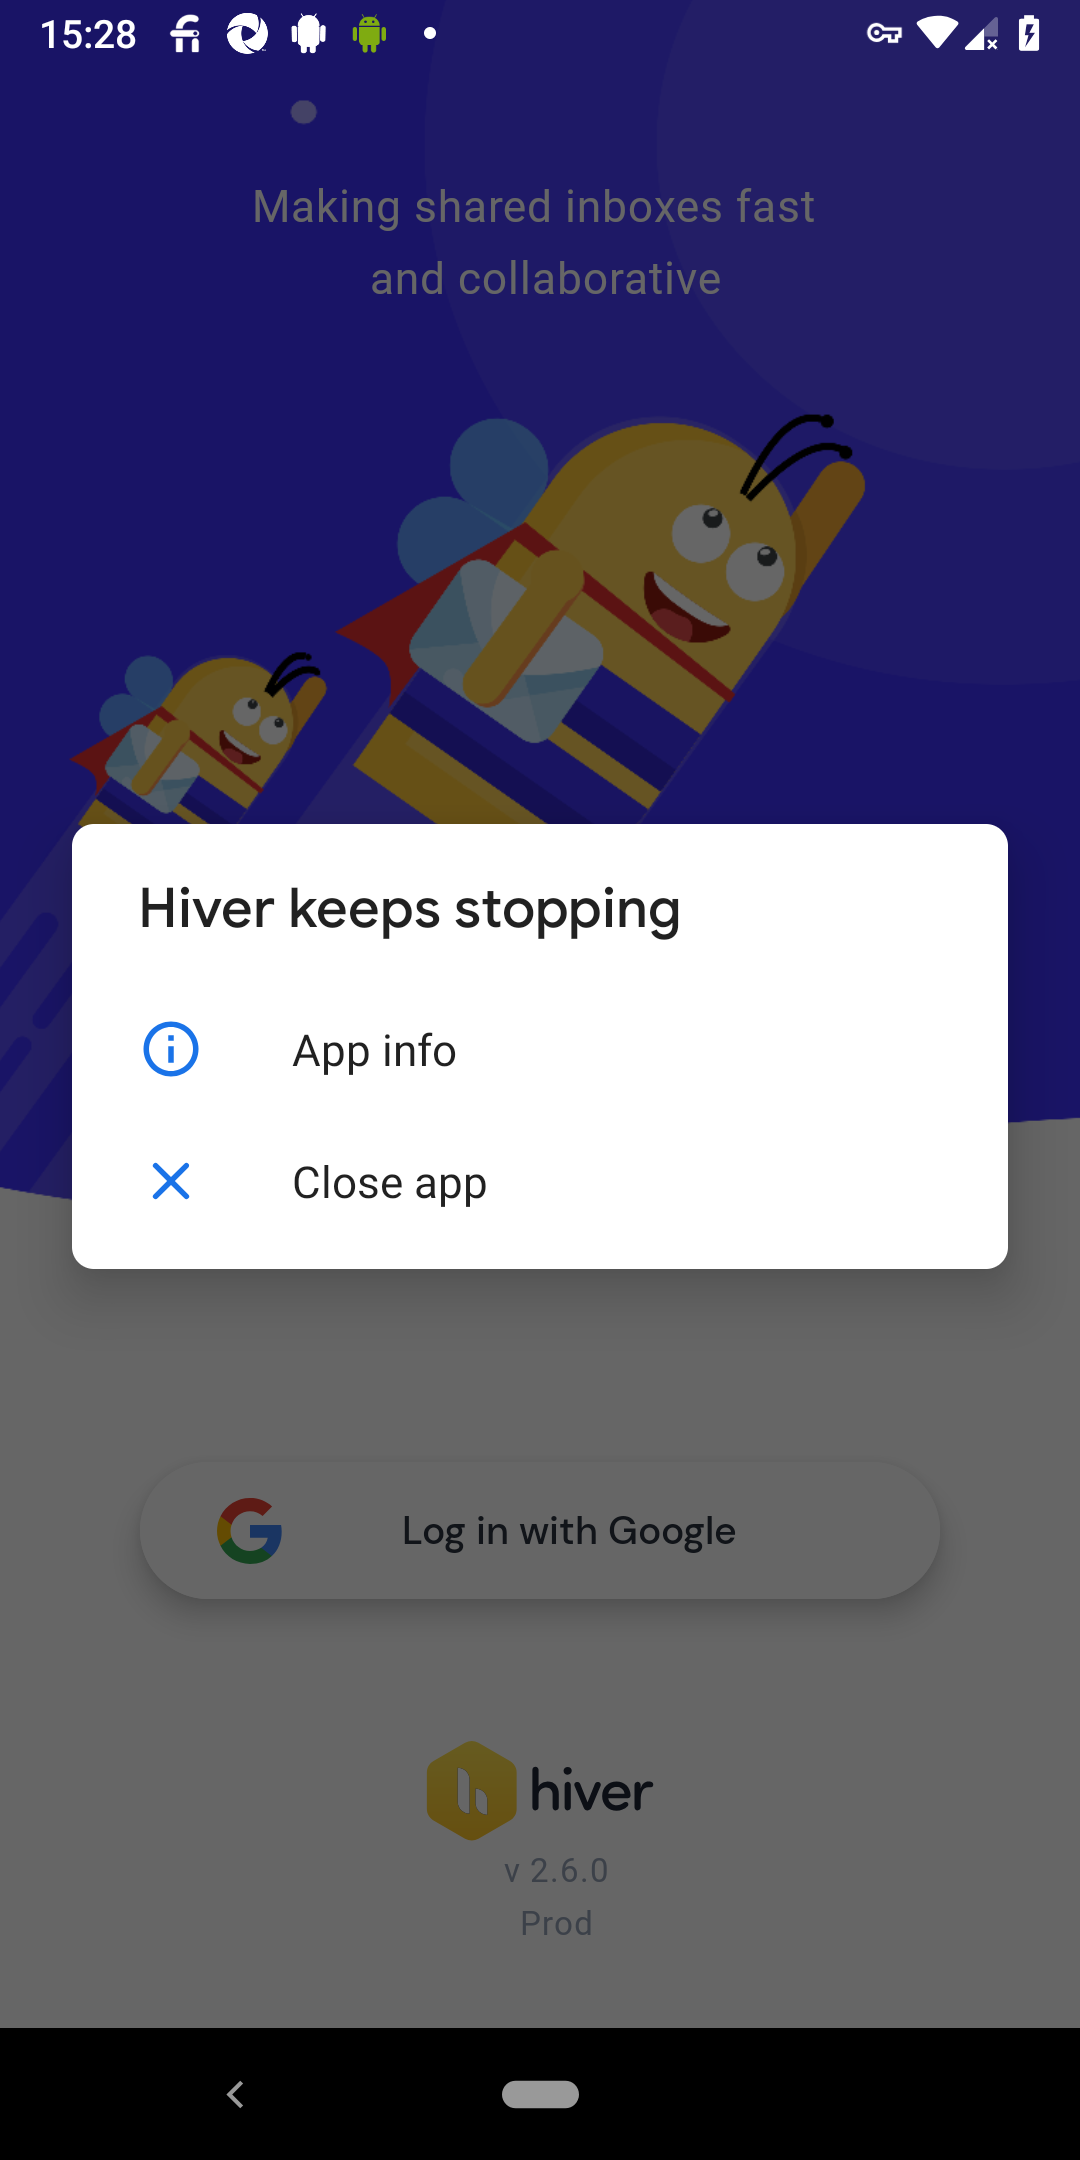 15:28
Making shared inboxes fast
and collaborative
Hiver keeps stopping
App info
Close app
Log in with Google
hiver
v 2.6.0
Prod